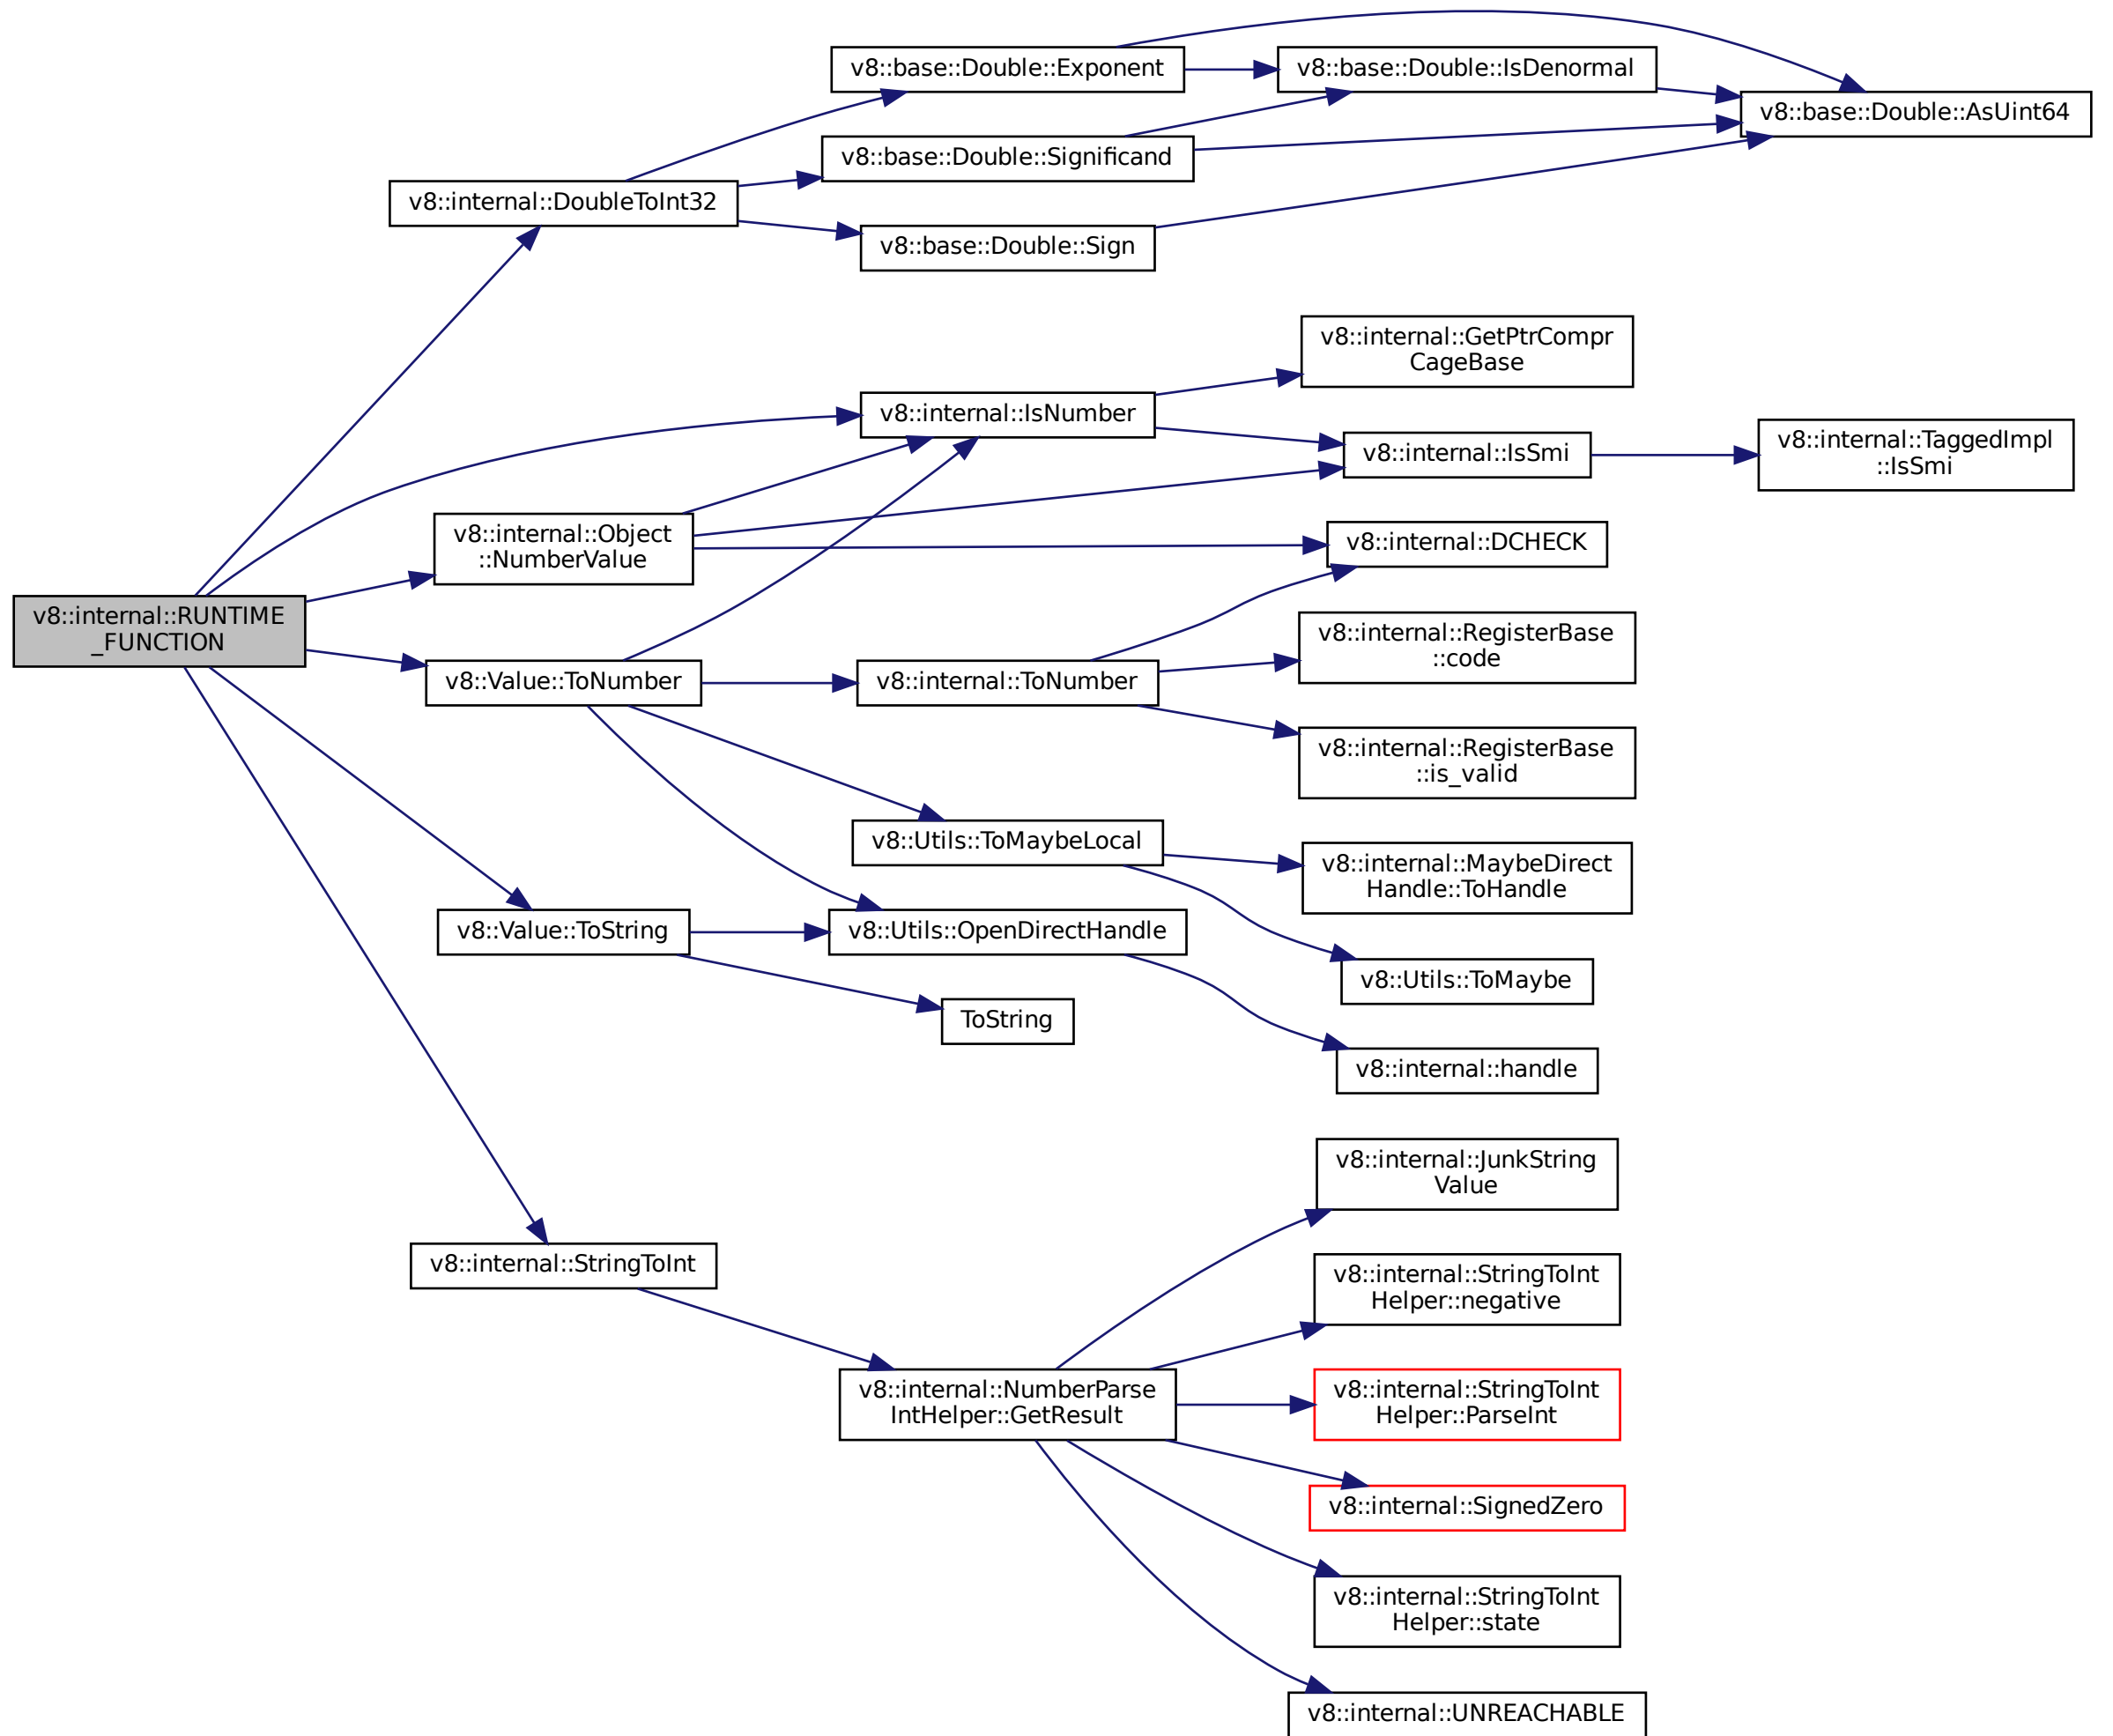 v8::internal::RUNTIME
_FUNCTION
v8::internal::DoubleToInt32
v8::base::Double::Exponent
v8::base::Double::IsDenormal
v8::base::Double::AsUint64
v8::base::Double::Significand
v8::base::Double::Sign
v8::internal::IsNumber
v8::internal::GetPtrCompr
CageBase
v8::internal::IsSmi
v8::internal::TaggedImpl
::IsSmi
v8::internal::Object
::NumberValue
v8::internal::DCHECK
v8::Value::ToNumber
v8::internal::ToNumber
v8::internal::RegisterBase
::code
v8::internal::RegisterBase
::is_valid
v8::Utils::ToMaybeLocal
v8::internal::MaybeDirect
Handle::ToHandle
v8::Utils::ToMaybe
v8::Utils::OpenDirectHandle
v8::internal::handle
v8::Value::ToString
ToString
v8::internal::StringToInt
v8::internal::NumberParse
IntHelper::GetResult
v8::internal::JunkString
Value
v8::internal::StringToInt
Helper::negative
v8::internal::StringToInt
Helper::ParseInt
v8::internal::SignedZero
v8::internal::StringToInt
Helper::state
v8::internal::UNREACHABLE